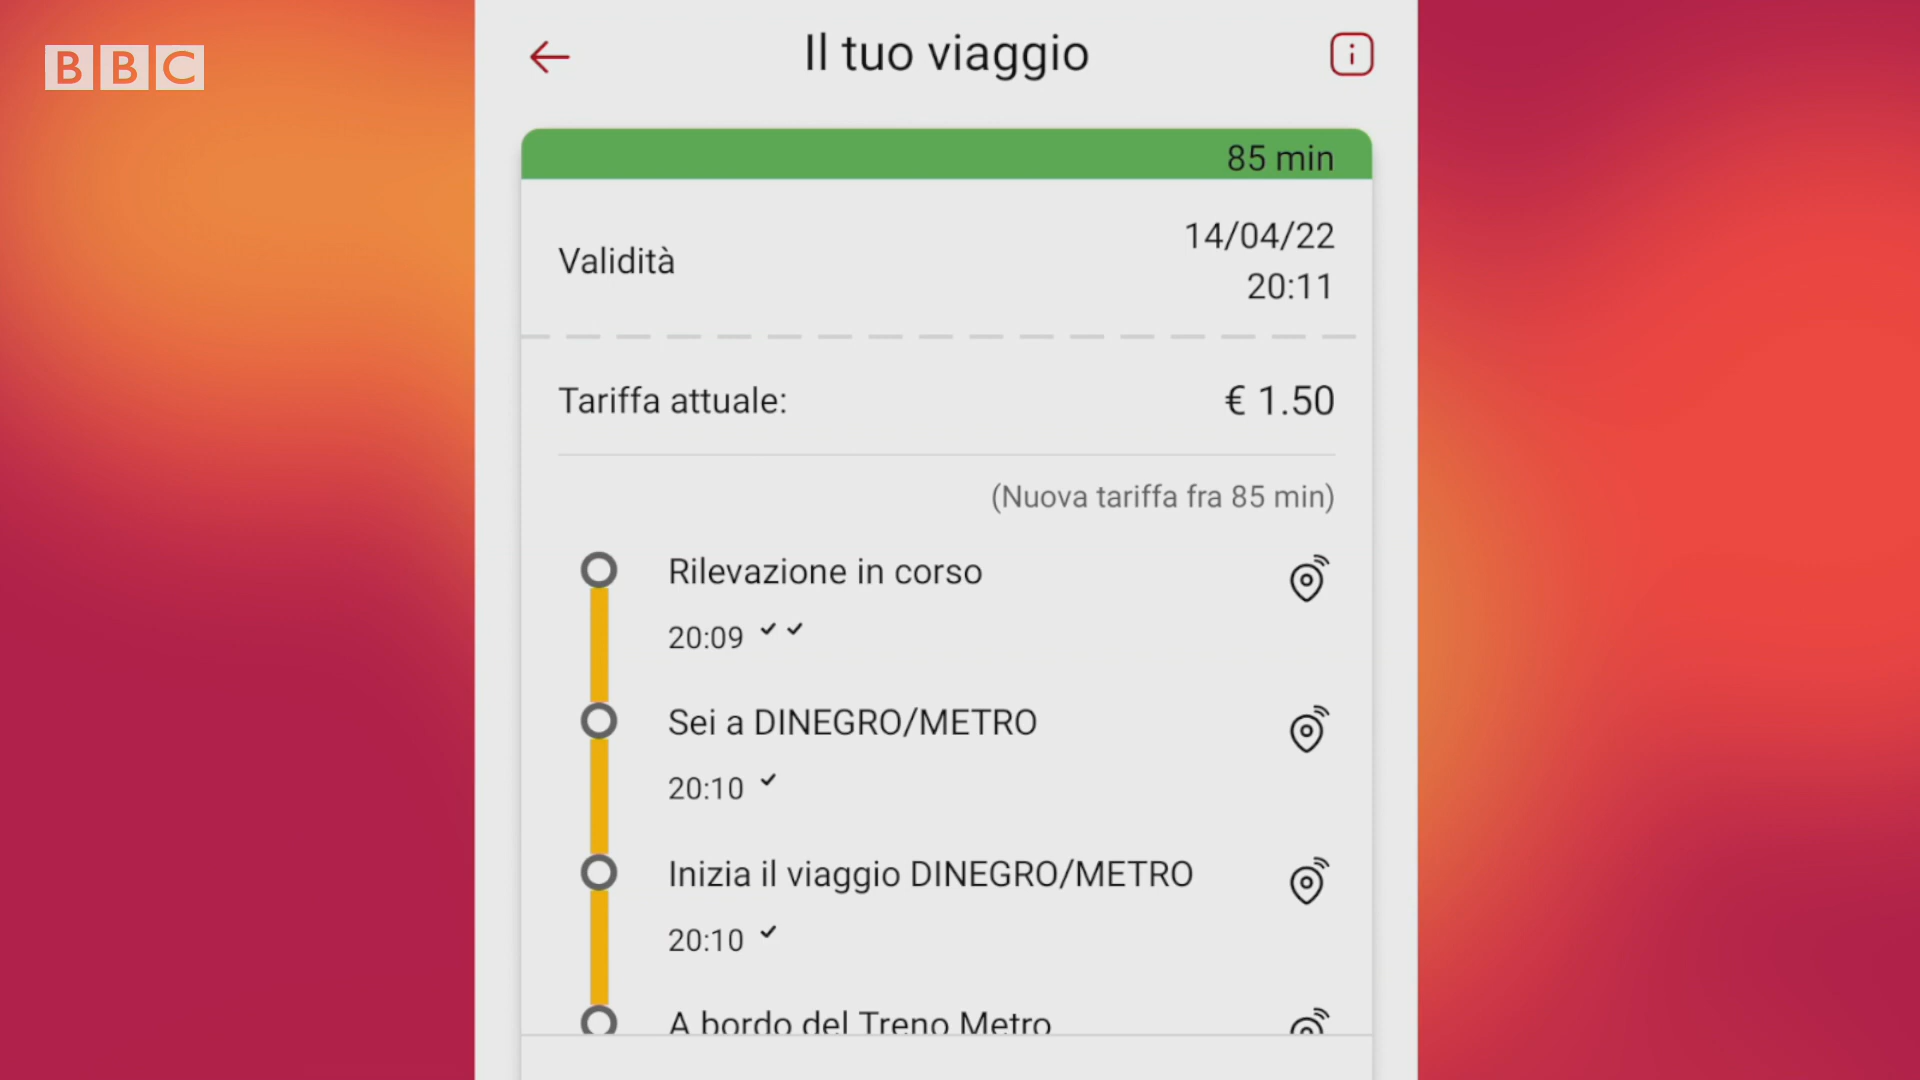 BBC
Il tuo viaggio
85 min
Validità
14/04/22
20:11
Tariffa attuale:
€ 1.50
(Nuova tariffa fra 85 min)
Rilevazione in corso
20:09
Sei a DINEGRO/METRO
20:10
Inizia il viaggio DINEGRO/METRO
20:10
A bordo del Treno Metro